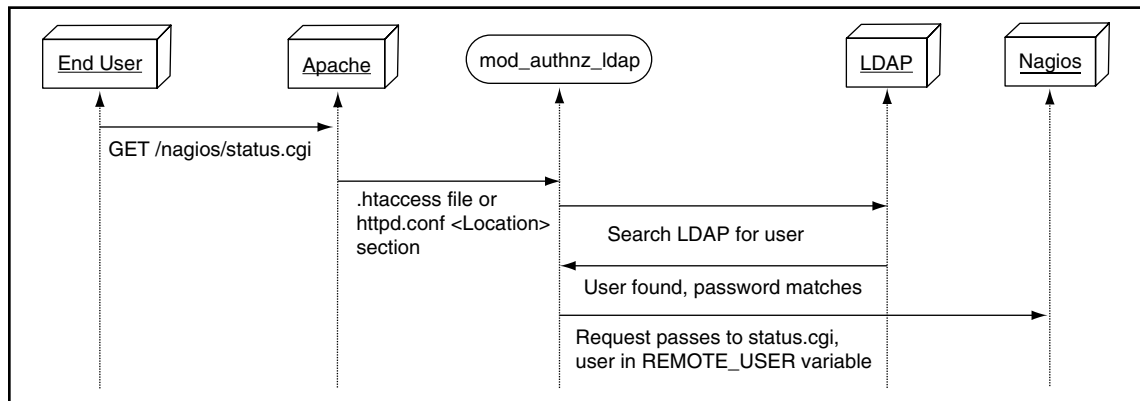 End User
Apache
mod_authnz_ldap
LDAP
Nagios
GET /nagios/status.cgi
.htaccess file or
httpd.conf <Location>
section
Search LDAP for user
User found, password matches
Request passes to status.cgi,
user in REMOTE_USER variable